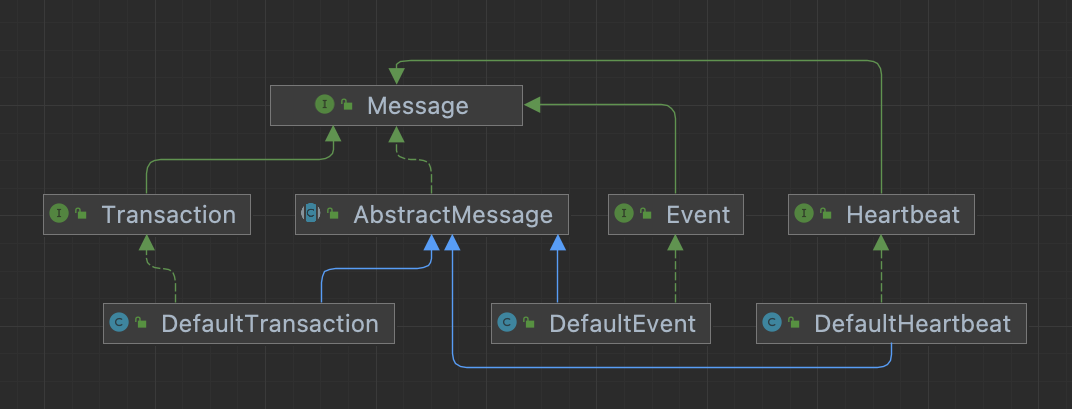 Message
Transaction
AbstractMessage
Event
Heartbeat
DefaultTransaction
DefaultEvent
DefaultHeartbeat